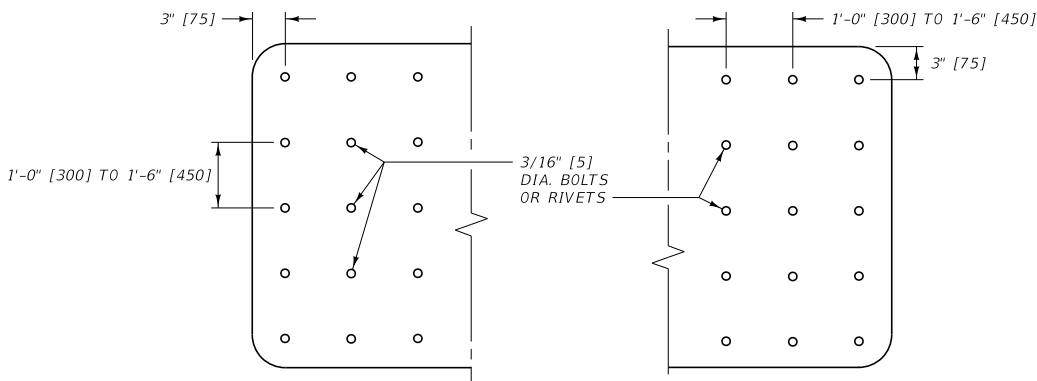 3" [75]
1'-0" [300] TO 1'-6" [450]
3" [75]
1'-0" [300] TO 1'-6" [450]
3/16" [5]
DIA. BOLTS
OR RIVETS